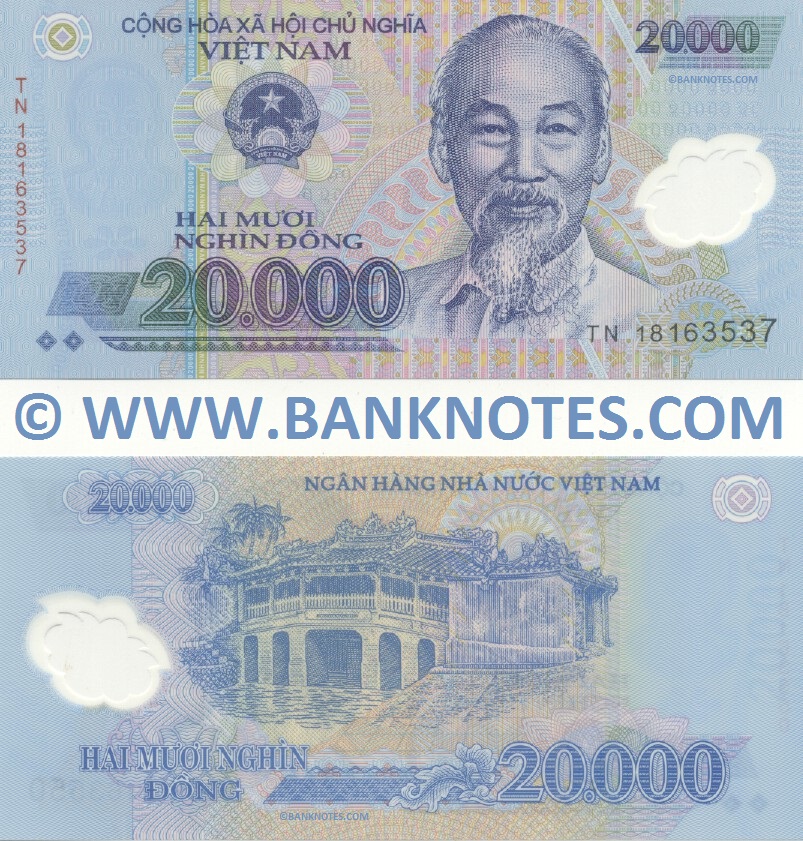 CỘNG HÒA XÃ HỘI CHỦ NGHĨA
VIỆT NAM
20000
©BANKNOTES.COM
TN 18163537
VIỆT NAM
HAI MƯƠI
NGHÌN ĐỒNG
20.000
TN 18163537
© WWW.BANKNOTES.COM
NGÂN HÀNG NHÀ NƯỚC VIỆT NAM
20.000
HAI MƯƠI NGHÌN
ĐỒNG
20.000
©BANKNOTES.COM